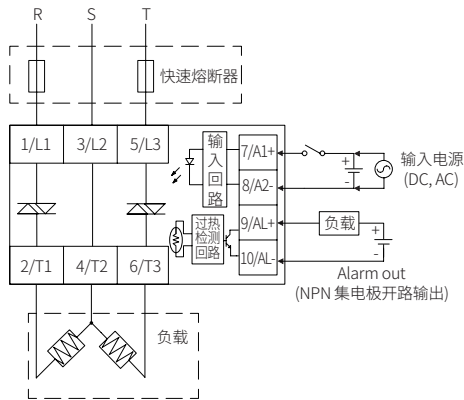 R S T
快速熔断器
1/L1 3/L2 5/L3
输入回路
7/A1+
8/A2-
+
-
输入电源
(DC, AC)
过热
检测
回路
9/AL+
10/AL-
负载
+
-
2/T1 4/T2 6/T3
Alarm out
(NPN 集电极开路输出)
负载